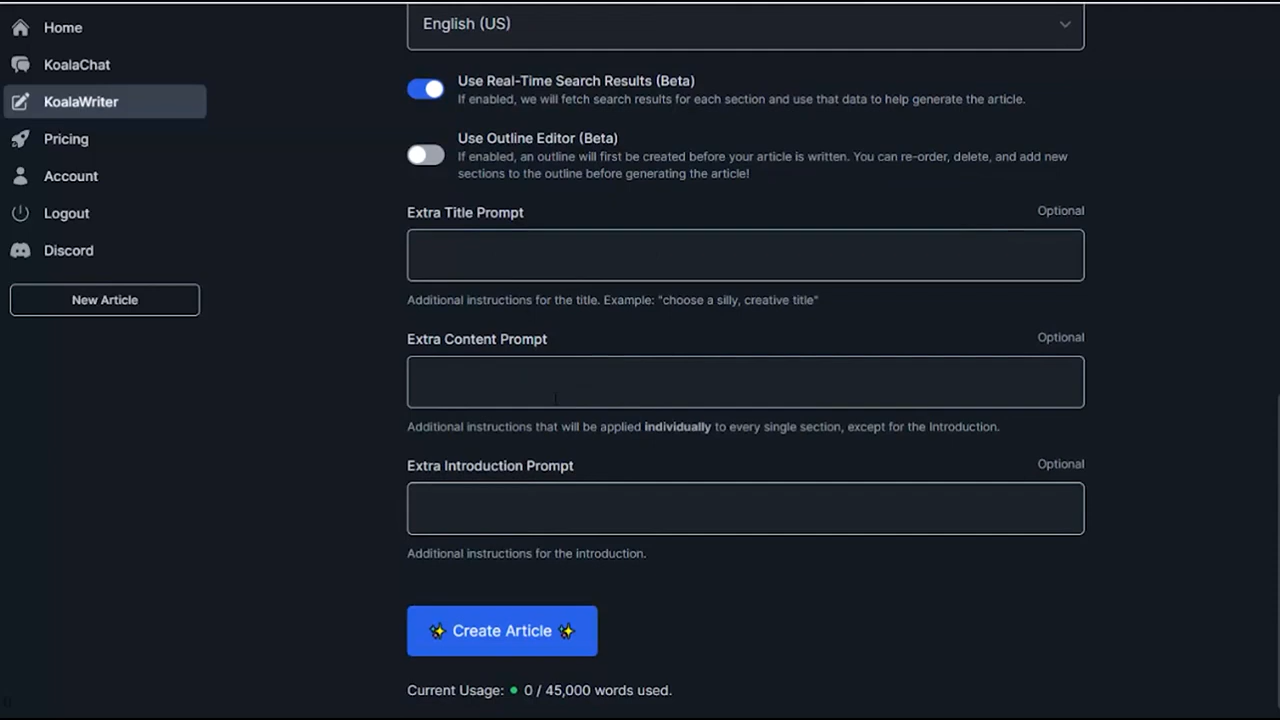 Home
KoalaChat
KoalaWriter
Pricing
Account
Logout
Discord
New Article
English (US)
Use Real-Time Search Results (Beta)
If enabled, we will fetch search results for each section and use that data to help generate the article.
Use Outline Editor (Beta)
If enabled, an outline will first be created before your article is written. You can re-order, delete, and add new
sections to the outline before generating the article!
Extra Title Prompt Optional
Additional instructions for the title. Example: "choose a silly, creative title"
Extra Content Prompt Optional
Additional instructions that will be applied individually to every single section, except for the Introduction.
Extra Introduction Prompt Optional
Additional instructions for the introduction.
✨ Create Article ✨
Current Usage: 0 / 45,000 words used.